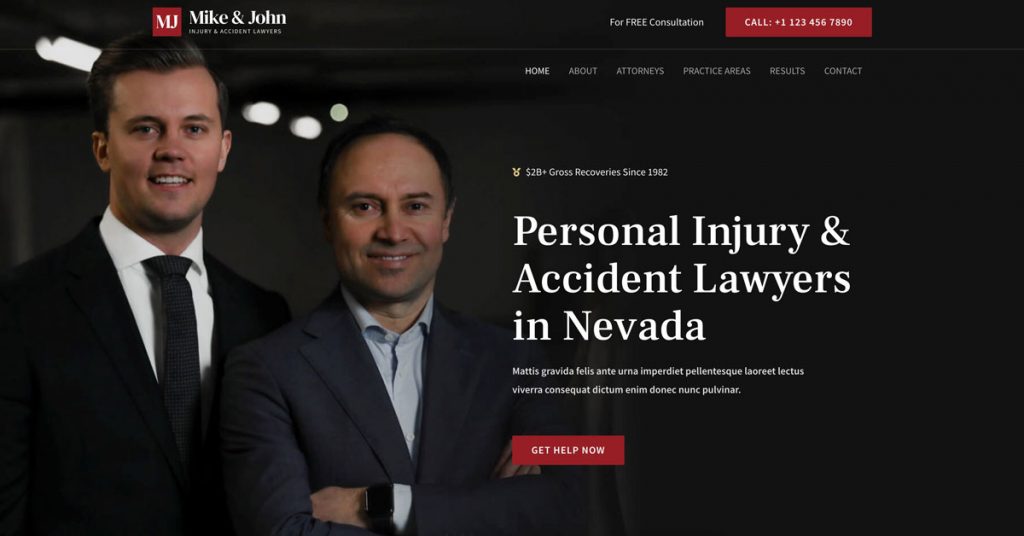 MJ
Mike & John
INJURY & ACCIDENT LAWYERS
For FREE Consultation
CALL: +1 123 456 7890
HOME ABOUT ATTORNEYS PRACTICE AREAS RESULTS CONTACT
$2B+ Gross Recoveries Since 1982
Personal Injury &
Accident Lawyers
in Nevada
Mattis gravida felis ante urna imperdiet pellentesque laoreet lectus
viverra consequat dictum enim donec nunc pulvinar.
GET HELP NOW